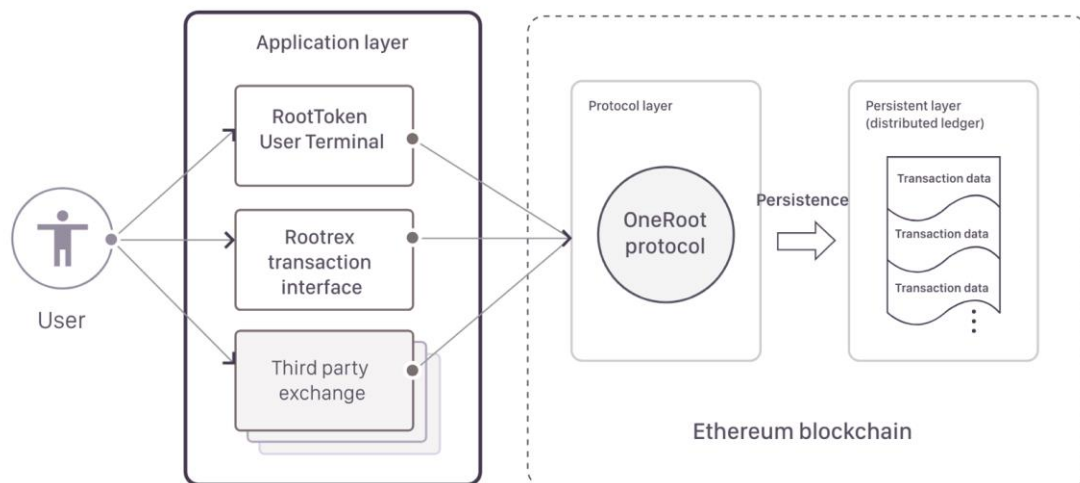 Application layer
RootToken
User Terminal
Rootrex
transaction
interface
Third party
exchange
User
Protocol layer
OneRoot
protocol
Persistence
Persistent layer
(distributed ledger)
Transaction data
Transaction data
Transaction data
Ethereum blockchain